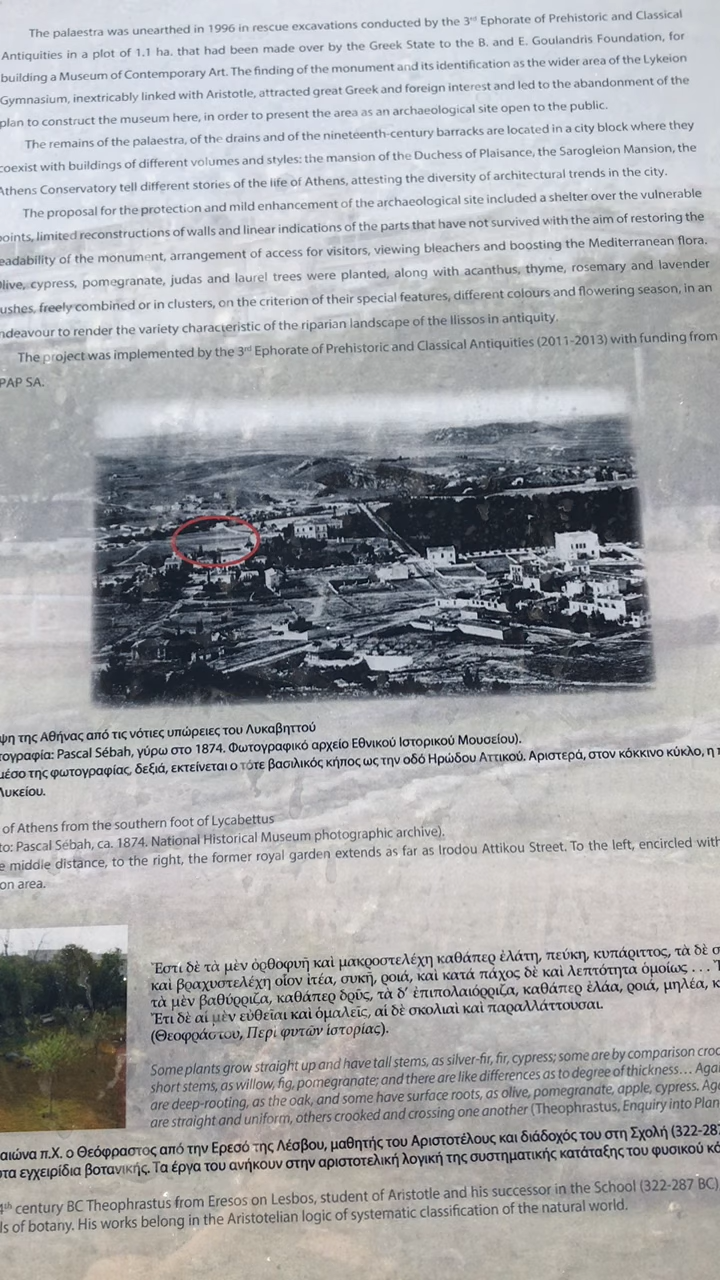 The palaestra was unearthed in 1996 in rescue excavations conducted by the 3rd Ephorate of Prehistoric and Classical
Antiquities in a plot of 1.1 ha. that had been made over by the Greek State to the B. and E. Goulandris Foundation, for
building a Museum of Contemporary Art. The finding of the monument and its identification as the wider area of the Lykeion
Gymnasium, inextricably linked with Aristotle, attracted great Greek and foreign interest and led to the abandonment of the
plan to construct the museum here, in order to present the area as an archaeological site open to the public.
The remains of the palaestra, of the drains and of the nineteenth-century barracks are located in a city block where they
coexist with buildings of different volumes and styles: the mansion of the Duchess of Plaisance, the Sarogleion Mansion, the
Athens Conservatory tell different stories of the life of Athens, attesting the diversity of architectural trends in the city.
The proposal for the protection and mild enhancement of the archaeological site included a shelter over the vulnerable
points, limited reconstructions of walls and linear indications of the parts that have not survived with the aim of restoring the
eadability of the monument, arrangement of access for visitors, viewing bleachers and boosting the Mediterranean flora.
Olive, cypress, pomegranate, judas and laurel trees were planted, along with acanthus, thyme, rosemary and lavender
ushes, freely combined or in clusters, on the criterion of their special features, different colours and flowering season, in an
ndeavour to render the variety characteristic of the riparian landscape of the Ilissos in antiquity.
The project was implemented by the 3rd Ephorate of Prehistoric and Classical Antiquities (2011-2013) with funding from
PAP SA.
ψη της Αθήνας από τις νότιες υπώρειες του Λυκαβηττού
τογραφία: Pascal Sébah, γύρω στο 1874. Φωτογραφικό αρχείο Εθνικού Ιστορικού Μουσείου).
μέσο της φωτογραφίας, δεξιά, εκτείνεται ο τότε βασιλικός κήπος ως την οδό Ηρώδου Αττικού. Αριστερά, στον κόκκινο κύκλο, η
Λυκείου.
of Athens from the southern foot of Lycabettus
to: Pascal Sébah, ca. 1874. National Historical Museum photographic archive).
e middle distance, to the right, the former royal garden extends as far as Irodou Attikou Street. To the left, encircled with
on area.
Ἔστι δὲ τὰ μὲν ὀρθοφυῆ καὶ μακροστελέχη καθάπερ ἐλάτη, πεύκη, κυπάριττος, τὰ δὲ σ
καὶ βραχυστελέχη οἷον ἰτέα, συκῆ, ροιά, καὶ κατά πάχος δὲ καὶ λεπτότητα ὁμοίως ...
τὰ μὲν βαθύρριζα, καθάπερ δρῦς, τὰ δ' ἐπιπολαιόρριζα, καθάπερ ἐλάα, ροιά, μηλέα, κ
Ἔτι δὲ αἱ μὲν εὐθεῖαι καὶ ὁμαλεῖς, αἱ δὲ σκολιαὶ καὶ παραλλάττουσαι.
(Θεοφράστου, Περὶ φυτῶν ἱστορίας).
Some plants grow straight up and have tall stems, as silver-fir, fir, cypress; some are by comparison croo
short stems, as willow, fig, pomegranate; and there are like differences as to degree of thickness... Aga
are deep-rooting, as the oak, and some have surface roots, as olive, pomegranate, apple, cypress. Aga
are straight and uniform, others crooked and crossing one another (Theophrastus, Enquiry into Plan
αιώνα π.Χ. ο Θεόφραστος από την Ερεσό της Λέσβου, μαθητής του Αριστοτέλους και διάδοχός του στη Σχολή (322-287
τα εγχειρίδια βοτανικής. Τα έργα του ανήκουν στην αριστοτελική λογική της συστηματικής κατάταξης του φυσικού κό
4th century BC Theophrastus from Eresos on Lesbos, student of Aristotle and his successor in the School (322-287 BC)
ls of botany. His works belong in the Aristotelian logic of systematic classification of the natural world.